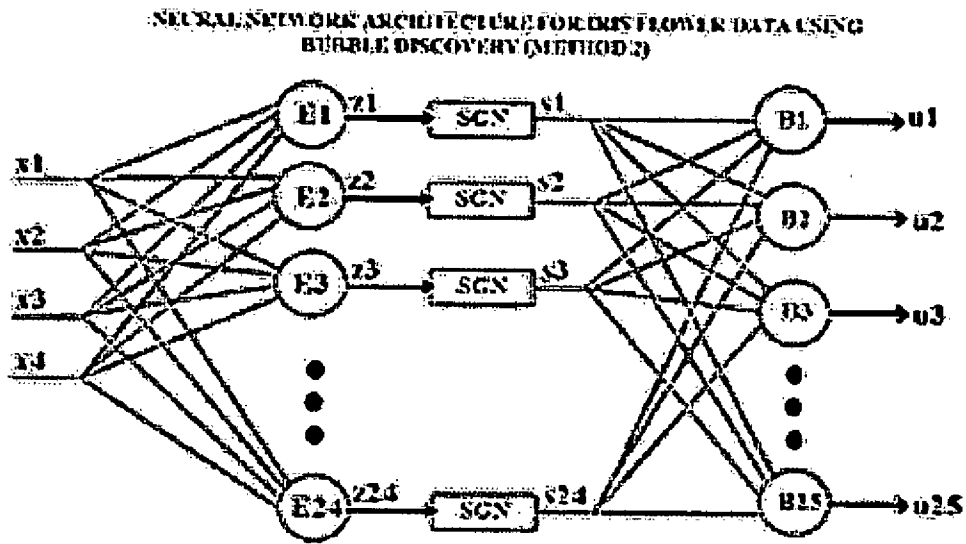 NEURAL NETWORK ARCHITECTURE FOR IRIS FLOWER DATA USING
BUBBLE DISCOVERY (METHOD 2)
E1 z1 SGN s1 B1 u1
x1
E2 z2 SGN s2 B2 u2
x2
E3 z3 SGN s3 B3 u3
x3
x4
E24 z24 SGN s24 B25 u25